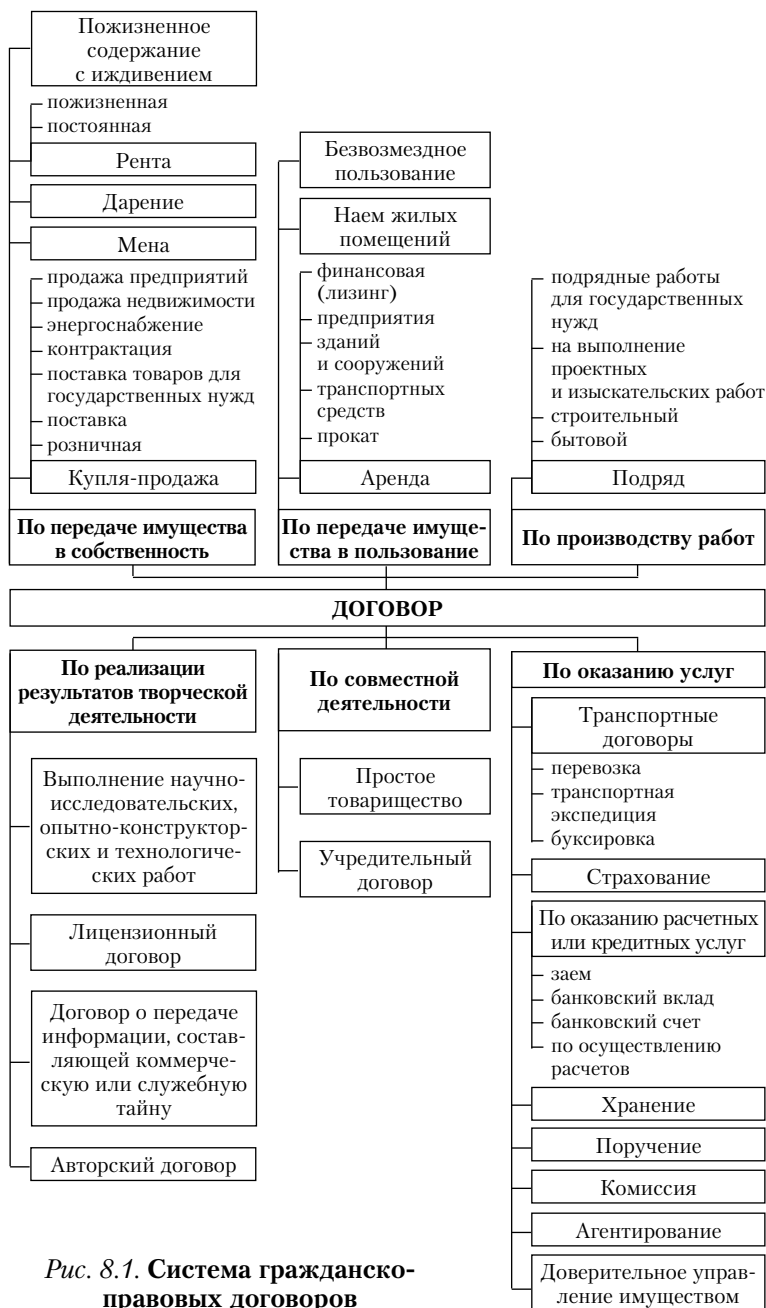 Пожизненное
содержание
с иждивением
пожизненная
постоянная
Рента
Дарение
Мена
продажа предприятий
продажа недвижимости
энергоснабжение
контрактация
поставка товаров для
государственных нужд
поставка
розничная
Купля-продажа
По передаче имущества
в собственность
Безвозмездное
пользование
Наем жилых
помещений
финансовая
(лизинг)
предприятия
зданий
и сооружений
транспортных
средств
прокат
Аренда
По передаче имуще-
ства в пользование
подрядные работы
для государственных
нужд
на выполнение
проектных
и изыскательских работ
строительный
бытовой
Подряд
По производству работ
ДОГОВОР
По реализации
результатов творческой
деятельности
Выполнение научно-
исследовательских,
опытно-конструктор-
ских и технологиче-
ских работ
Лицензионный
договор
Договор о передаче
информации, состав-
ляющей коммерче-
скую или служебную
тайну
Авторский договор
По совместной
деятельности
Простое
товарищество
Учредительный
договор
По оказанию услуг
Транспортные
договоры
перевозка
транспортная
экспедиция
буксировка
Страхование
По оказанию расчетных
или кредитных услуг
заем
банковский вклад
банковский счет
по осуществлению
расчетов
Хранение
Поручение
Комиссия
Агентирование
Доверительное управ-
ление имуществом
Рис. 8.1. Система гражданско-
правовых договоров